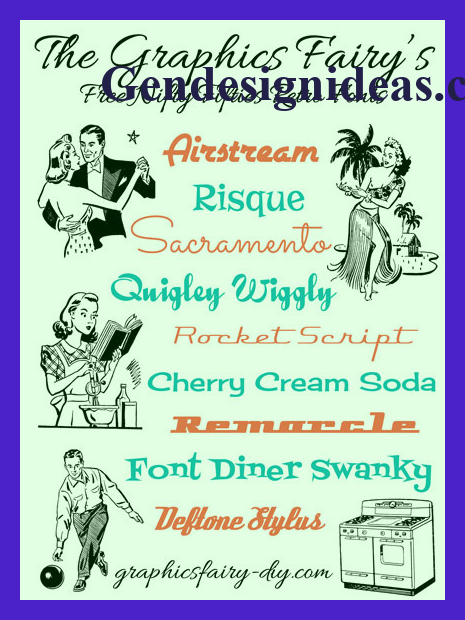 The Graphics Fairy's
Gendesignideas.c
Free Nifty Fifties Retro Fonts
Airstream
Risque
Sacramento
Quigley Wiggly
Rocket Script
Cherry Cream Soda
Remarcle
Font Diner Swanky
Deftone Stylus
graphicsfairy-diy.com